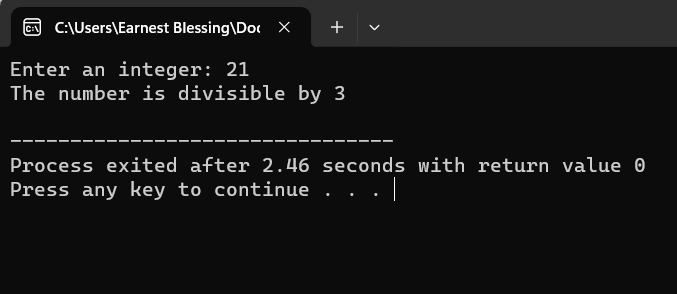 C:\Users\Earnest Blessing\Doc
Enter an integer: 21
The number is divisible by 3
--------------------------------
Process exited after 2.46 seconds with return value 0
Press any key to continue . . .